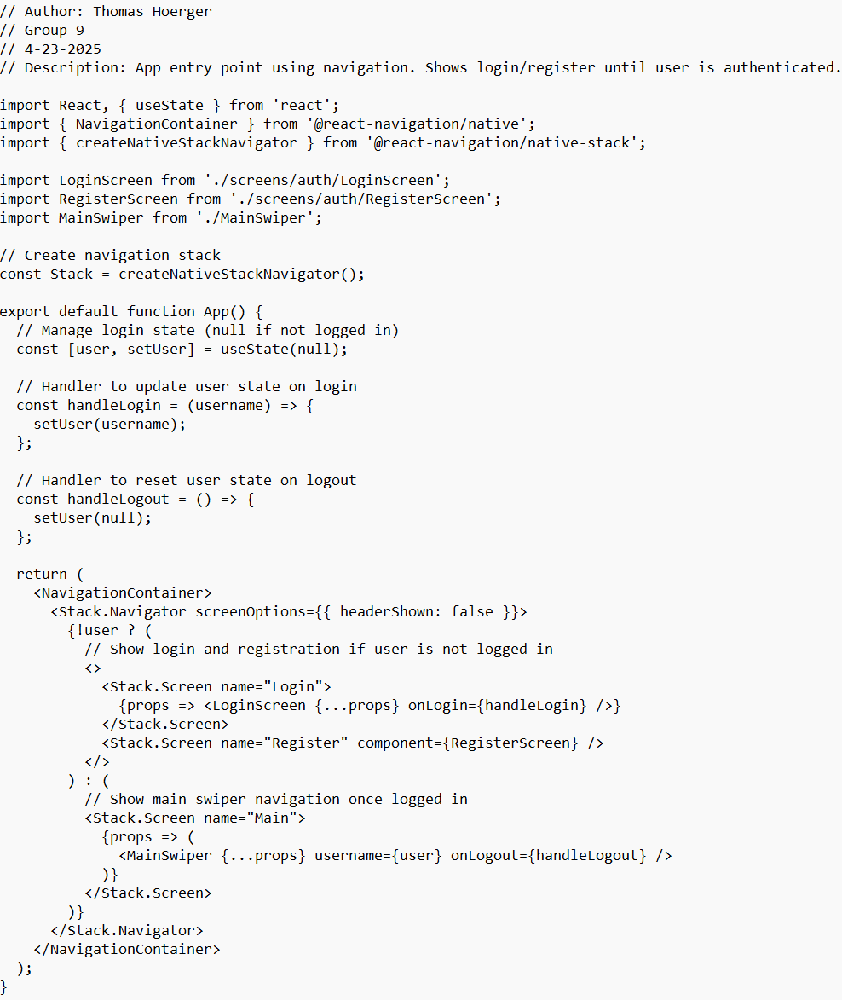 // Author: Thomas Hoerger
// Group 9
// 4-23-2025
// Description: App entry point using navigation. Shows login/register until user is authenticated.

import React, { useState } from 'react';
import { NavigationContainer } from '@react-navigation/native';
import { createNativeStackNavigator } from '@react-navigation/native-stack';

import LoginScreen from './screens/auth/LoginScreen';
import RegisterScreen from './screens/auth/RegisterScreen';
import MainSwiper from './MainSwiper';

// Create navigation stack
const Stack = createNativeStackNavigator();

export default function App() {
  // Manage login state (null if not logged in)
  const [user, setUser] = useState(null);

  // Handler to update user state on login
  const handleLogin = (username) => {
    setUser(username);
  };

  // Handler to reset user state on logout
  const handleLogout = () => {
    setUser(null);
  };

  return (
    <NavigationContainer>
      <Stack.Navigator screenOptions={{ headerShown: false }}>
        {!user ? (
          // Show login and registration if user is not logged in
          <>
            <Stack.Screen name="Login">
              {props => <LoginScreen {...props} onLogin={handleLogin} />}
            </Stack.Screen>
            <Stack.Screen name="Register" component={RegisterScreen} />
          </>
        ) : (
          // Show main swiper navigation once logged in
          <Stack.Screen name="Main">
            {props => (
              <MainSwiper {...props} username={user} onLogout={handleLogout} />
            )}
          </Stack.Screen>
        )}
      </Stack.Navigator>
    </NavigationContainer>
  );
}